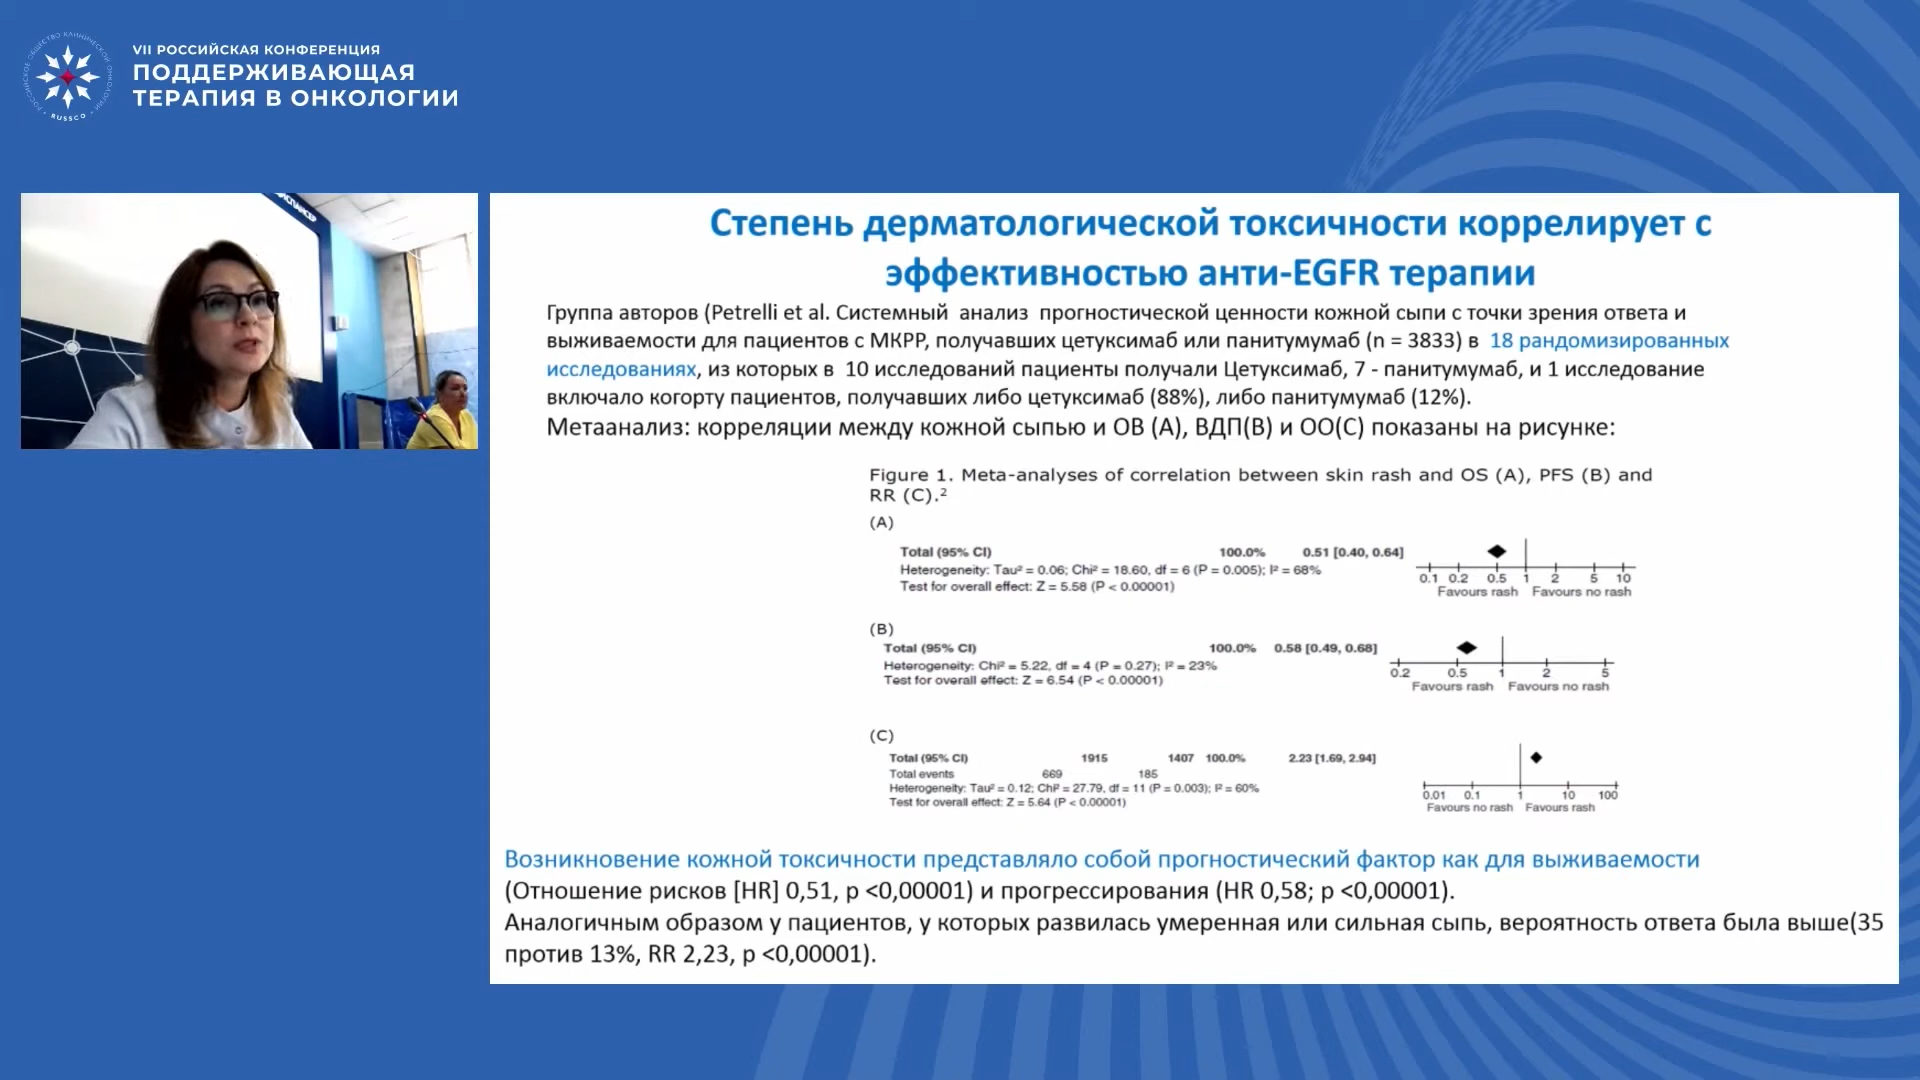 VII РОССИЙСКАЯ КОНФЕРЕНЦИЯ
ПОДДЕРЖИВАЮЩАЯ
ТЕРАПИЯ В ОНКОЛОГИИ
РОССИЙСКОЕ ОБЩЕСТВО КЛИНИЧЕСКОЙ ОНКОЛОГИИ
RUSSCO
Степень дерматологической токсичности коррелирует с
эффективностью анти-EGFR терапии
Группа авторов (Petrelli et al. Системный анализ прогностической ценности кожной сыпи с точки зрения ответа и
выживаемости для пациентов с МКРР, получавших цетуксимаб или панитумумаб (n = 3833) в 18 рандомизированных
исследованиях, из которых в 10 исследований пациенты получали Цетуксимаб, 7 - панитумумаб, и 1 исследование
включало когорту пациентов, получавших либо цетуксимаб (88%), либо панитумумаб (12%).
Метаанализ: корреляции между кожной сыпью и ОВ (А), ВДП(В) и ОО(С) показаны на рисунке:
Figure 1. Meta-analyses of correlation between skin rash and OS (A), PFS (B) and
RR (C).²
(A)
Total (95% CI) 100.0% 0.51 [0.40, 0.64]
Heterogeneity: Tau² = 0.06; Chi² = 18.60, df = 6 (P = 0.005); I² = 68%
Test for overall effect: Z = 5.58 (P < 0.00001)
0.1 0.2 0.5 1 2 5 10
Favours rash Favours no rash
(B)
Total (95% CI) 100.0% 0.58 [0.49, 0.68]
Heterogeneity: Chi² = 5.22, df = 4 (P = 0.27); I² = 23%
Test for overall effect: Z = 6.54 (P < 0.00001)
0.2 0.5 1 2 5
Favours rash Favours no rash
(C)
Total (95% CI) 1915 1407 100.0% 2.23 [1.69, 2.94]
Total events 669 185
Heterogeneity: Tau² = 0.12; Chi² = 27.79, df = 11 (P = 0.003); I² = 60%
Test for overall effect: Z = 5.64 (P < 0.00001)
0.01 0.1 1 10 100
Favours no rash Favours rash
Возникновение кожной токсичности представляло собой прогностический фактор как для выживаемости
(Отношение рисков [HR] 0,51, p <0,00001) и прогрессирования (HR 0,58; p <0,00001).
Аналогичным образом у пациентов, у которых развилась умеренная или сильная сыпь, вероятность ответа была выше(35
против 13%, RR 2,23, p <0,00001).